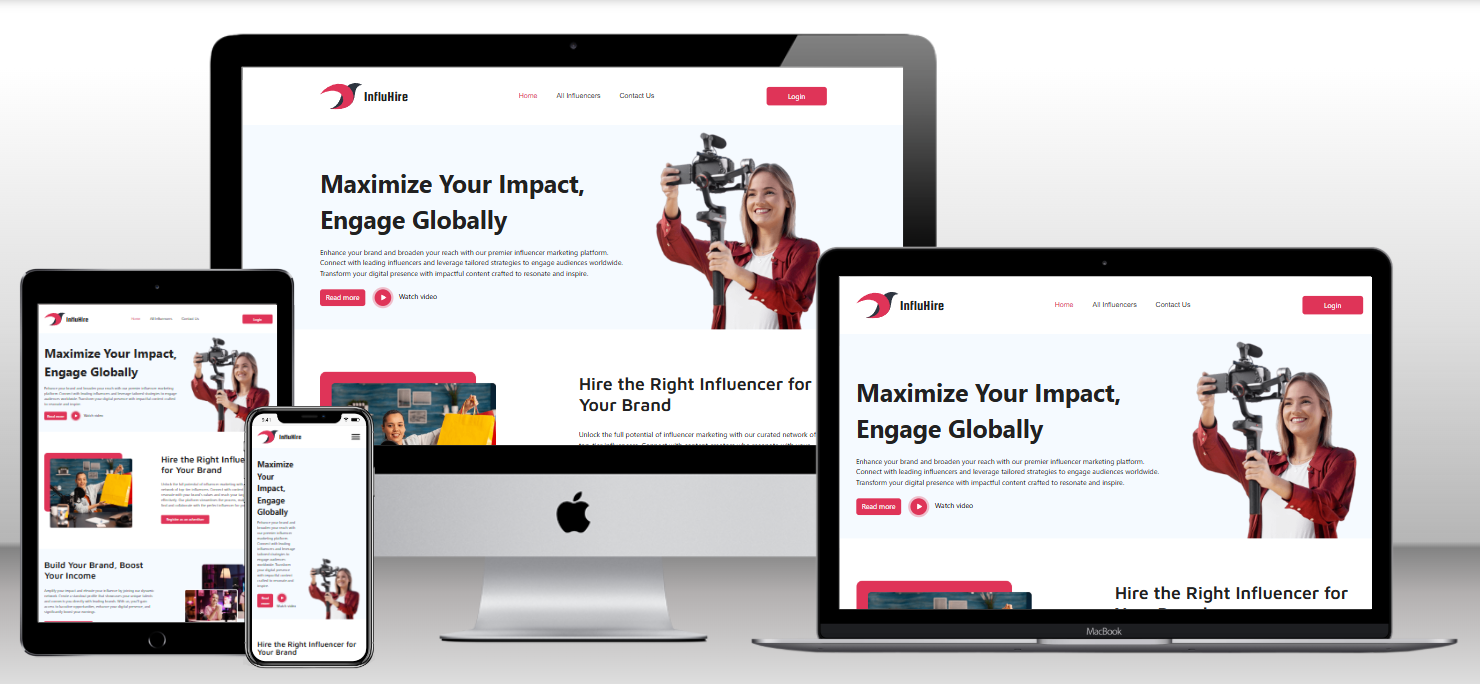 InfluHire
Home
All Influencers
Contact Us
Login
Maximize Your Impact,
Engage Globally
Enhance your brand and broaden your reach with our premier influencer marketing platform.
Connect with leading influencers and leverage tailored strategies to engage audiences worldwide.
Transform your digital presence with impactful content crafted to resonate and inspire.
Read more
Watch video
Hire the Right Influencer for
Your Brand
Unlock the full potential of influencer marketing with our curated network of
InfluHire
Home
All Influencers
Contact Us
Login
Maximize Your Impact,
Engage Globally
Enhance your brand and broaden your reach with our premier influencer marketing
platform. Connect with leading influencers and leverage tailored strategies to engage
audiences worldwide. Transform your digital presence with impactful content crafted
to resonate and inspire.
Read more
Watch video
Hire the Right Influe
for Your Brand
Register as an advertiser
Build Your Brand, Boost
Your Income
9:41
InfluHire
Maximize
Your
Impact,
Engage
Globally
Enhance your
brand and broaden
your reach with
our premier
influencer
marketing
platform.
Connect with
leading
influencers and
leverage
tailored
strategies to
engage
audiences
worldwide.
Transform
your digital
presence
with impactful
content
crafted to
resonate and
inspire.
Read
more
Watch video
Hire the Right Influencer for
Your Brand
InfluHire
Home
All Influencers
Contact Us
Login
Maximize Your Impact,
Engage Globally
Enhance your brand and broaden your reach with our premier influencer marketing platform.
Connect with leading influencers and leverage tailored strategies to engage audiences worldwide.
Transform your digital presence with impactful content crafted to resonate and inspire.
Read more
Watch video
Hire the Right Influencer for
MacBook